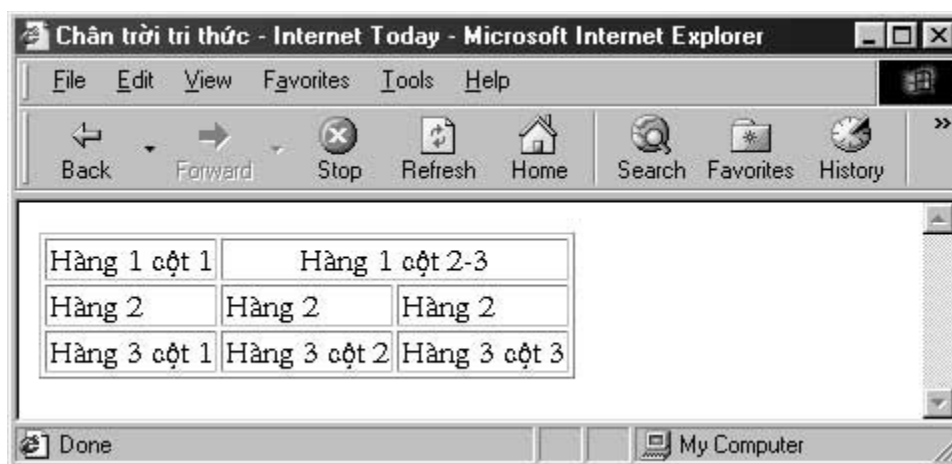 Chân trời tri thức - Internet Today - Microsoft Internet Explorer
File Edit View Favorites Tools Help
Back Forward Stop Refresh Home Search Favorites History »
Hàng 1 cột 1 Hàng 1 cột 2-3
Hàng 2 Hàng 2 Hàng 2
Hàng 3 cột 1 Hàng 3 cột 2 Hàng 3 cột 3
Done My Computer